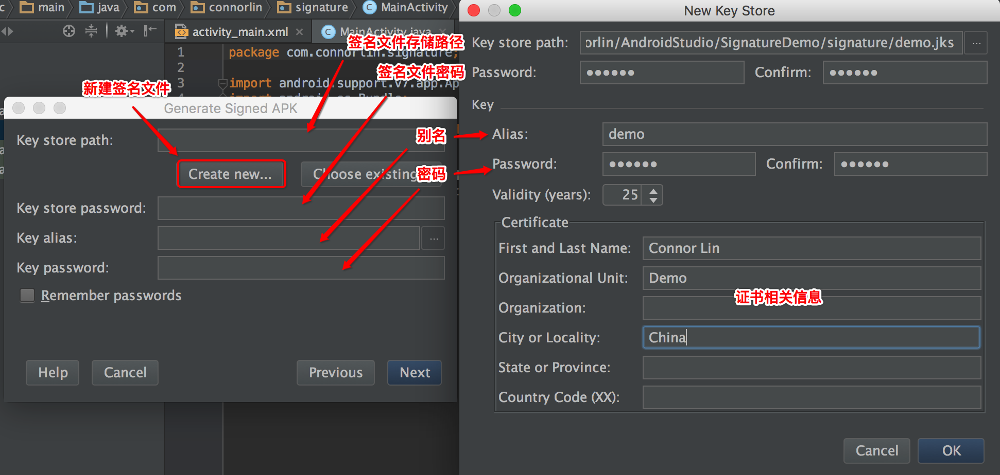 c main java com connorlin signature MainActivity
activity_main.xml MainActivity.java
1 package com.connorlin.signature;
2
3 import android.support.v7.app.Ap
4 import android.os.Bundle;
签名文件存储路径
签名文件密码
新建签名文件
别名
密码
Generate Signed APK
Key store path:
Create new...
Choose existing
Key store password:
Key alias:
...
Key password:
Remember passwords
Help Cancel Previous Next
New Key Store
Key store path: orlin/AndroidStudio/SignatureDemo/signature/demo.jks ...
Password: ●●●●●● Confirm: ●●●●●●
Key
Alias: demo
Password: ●●●●●● Confirm: ●●●●●●
Validity (years): 25
Certificate
First and Last Name: Connor Lin
Organizational Unit: Demo
证书相关信息
Organization:
City or Locality: China
State or Province:
Country Code (XX):
Cancel OK